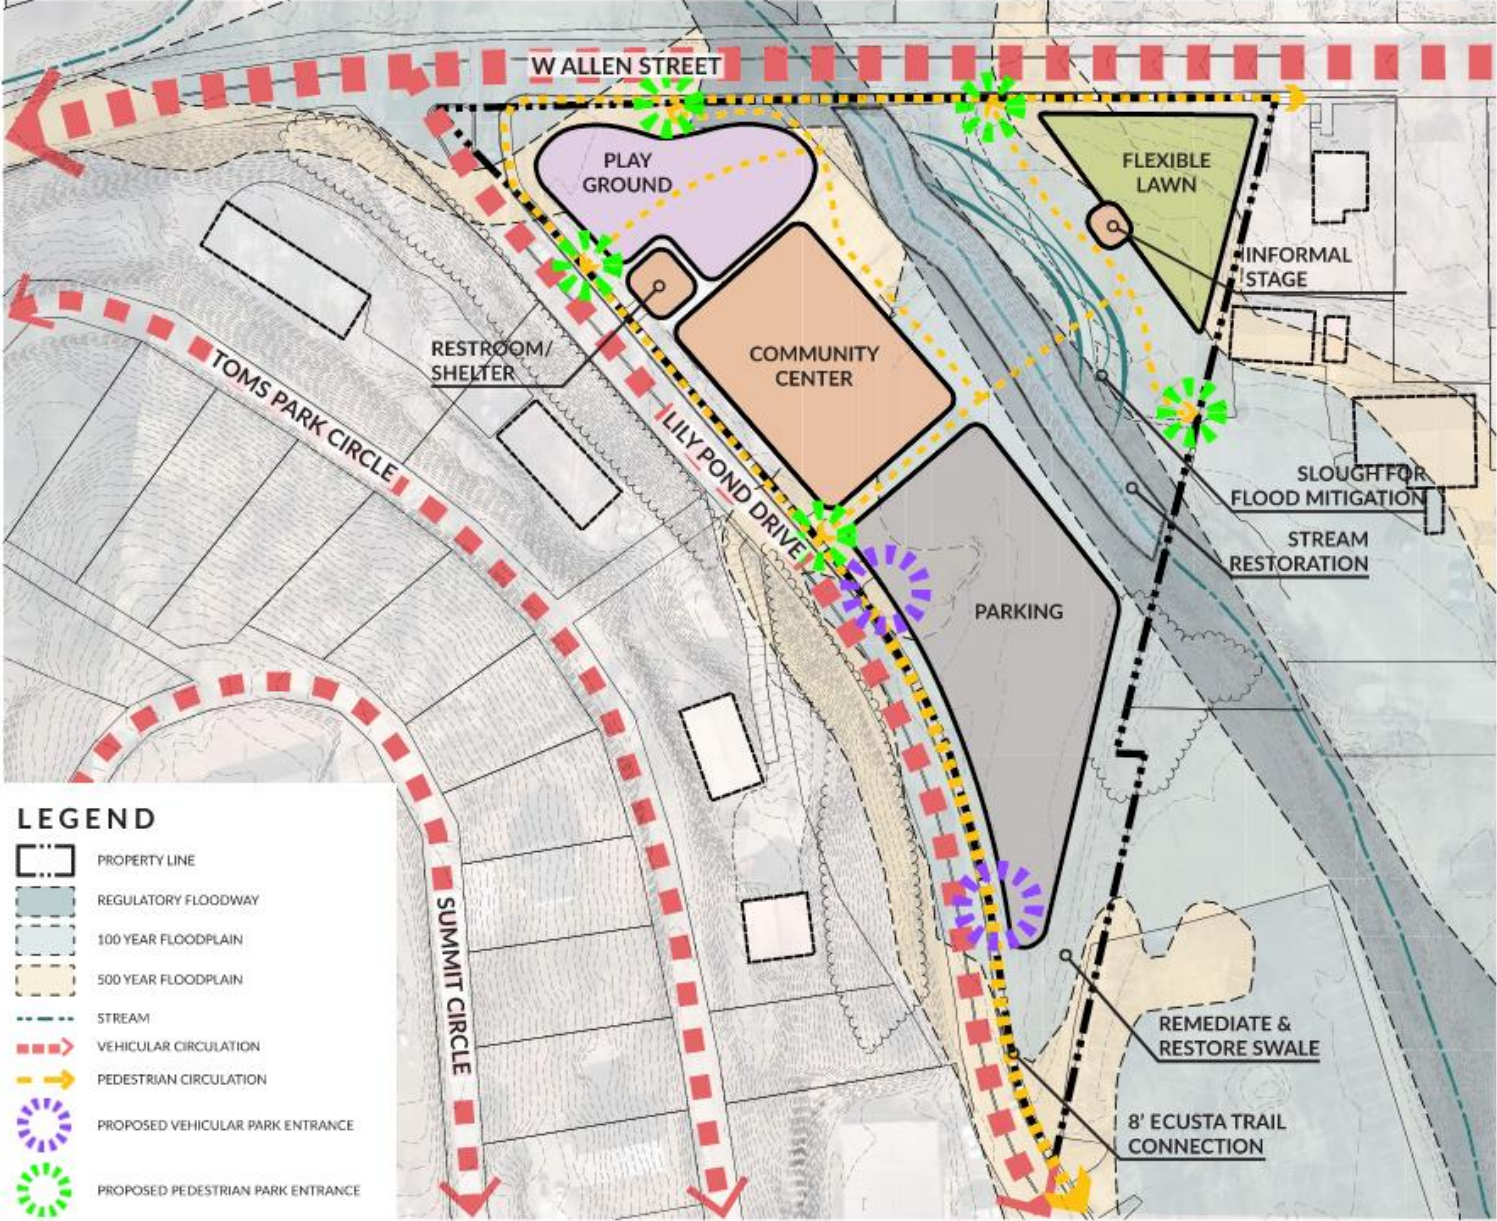 W ALLEN STREET
PLAY
GROUND
FLEXIBLE
LAWN
INFORMAL
STAGE
RESTROOM/
SHELTER
COMMUNITY
CENTER
TOMS PARK CIRCLE
LILY POND DRIVE
SLOUGH FOR
FLOOD MITIGATION
STREAM
RESTORATION
PARKING
SUMMIT CIRCLE
REMEDIATE &
RESTORE SWALE
8' ECUSTA TRAIL
CONNECTION
LEGEND
PROPERTY LINE
REGULATORY FLOODWAY
100 YEAR FLOODPLAIN
500 YEAR FLOODPLAIN
STREAM
VEHICULAR CIRCULATION
PEDESTRIAN CIRCULATION
PROPOSED VEHICULAR PARK ENTRANCE
PROPOSED PEDESTRIAN PARK ENTRANCE